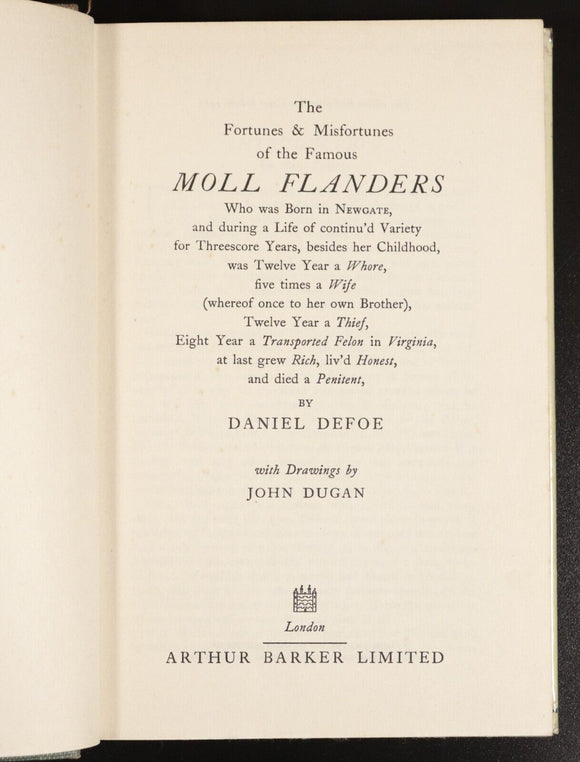 The
Fortunes & Misfortunes
of the Famous
MOLL FLANDERS
Who was Born in NEWGATE,
and during a Life of continu'd Variety
for Threescore Years, besides her Childhood,
was Twelve Year a Whore,
five times a Wife
(whereof once to her own Brother),
Twelve Year a Thief,
Eight Year a Transported Felon in Virginia,
at last grew Rich, liv'd Honest,
and died a Penitent,
BY
DANIEL DEFOE
with Drawings by
JOHN DUGAN
London
ARTHUR BARKER LIMITED